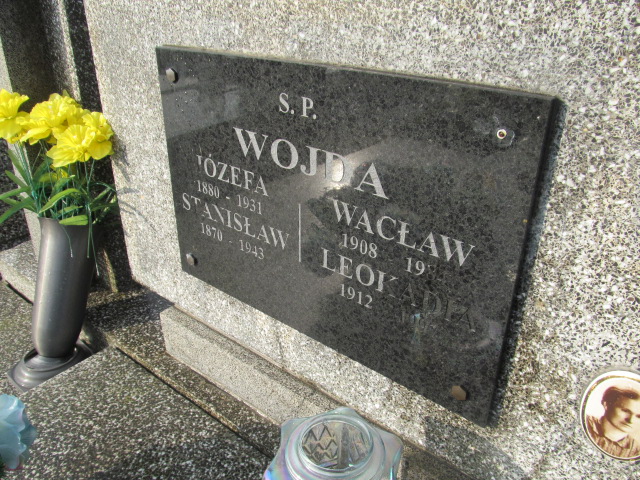 S.P.
WOJDA
JÓZEFA
1880 - 1931
STANISŁAW
1870 - 1943
WACŁAW
1908
LEOKADIA
1912